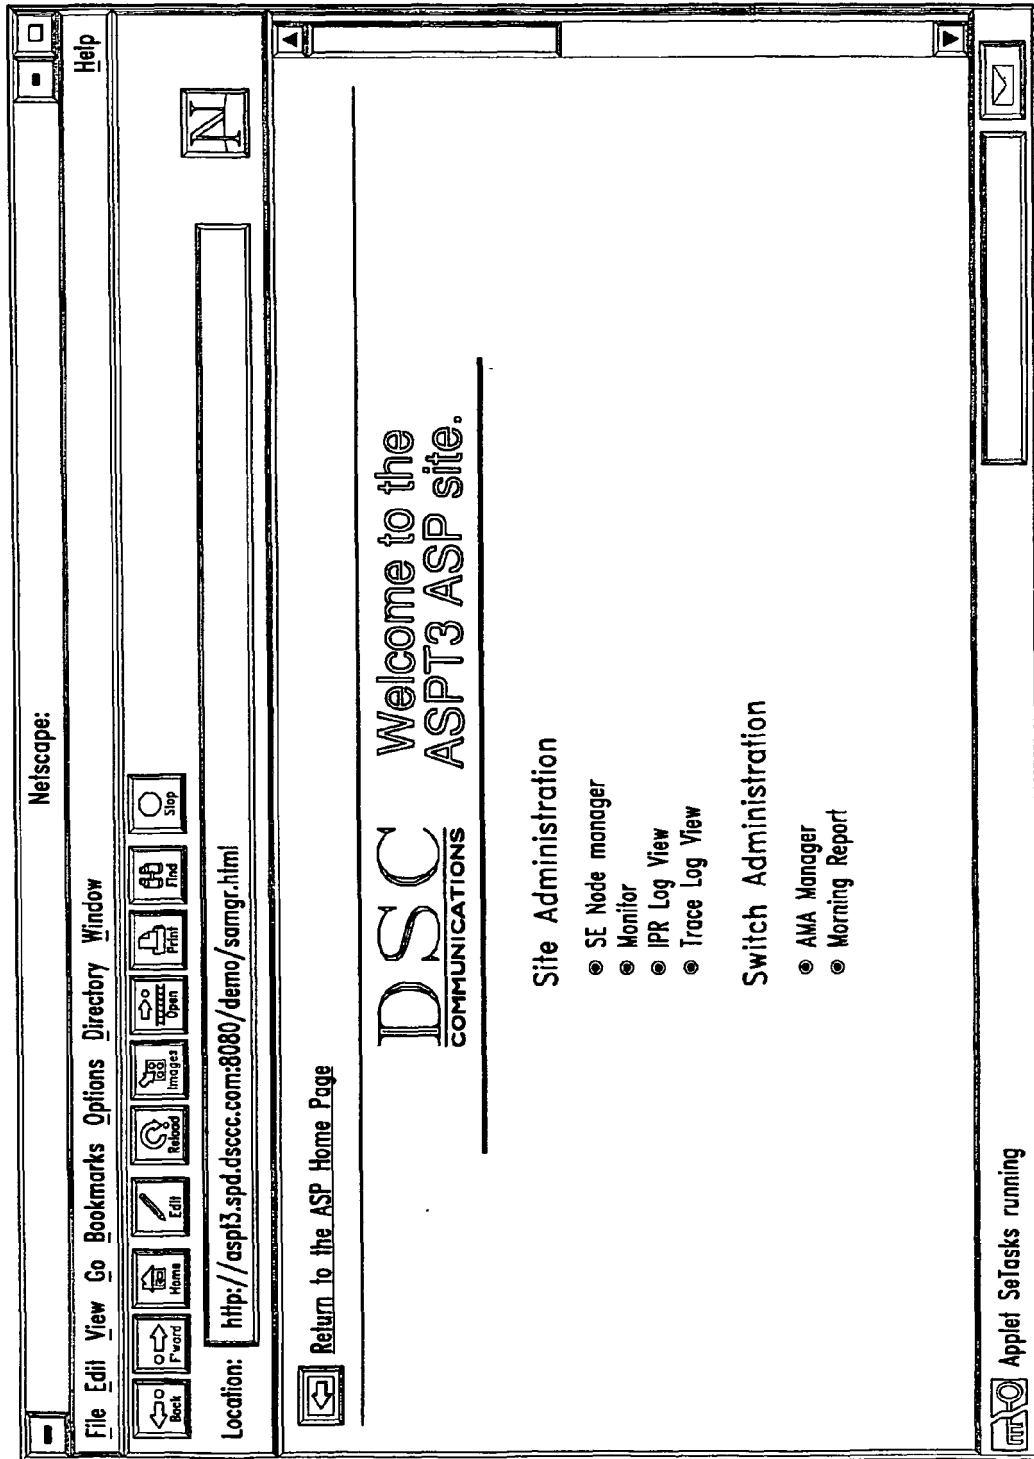 Netscape:
File Edit View Go Bookmarks Options Directory Window Help
Back F'word Home Edit Reload Images Open Print Find Stop
Location: http://aspt3.spd.dsccc.com:8080/demo/samgr.html
N
Return to the ASP Home Page
DSC
COMMUNICATIONS
Welcome to the
ASPT3 ASP site.
Site Administration
SE Node manager
Monitor
IPR Log View
Trace Log View
Switch Administration
AMA Manager
Morning Report
Applet SeTasks running